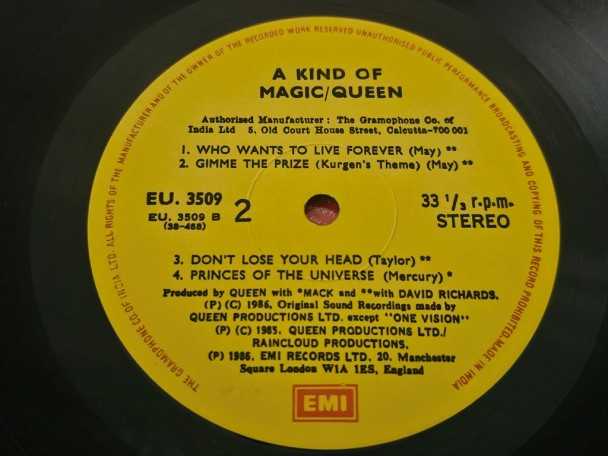 THE GRAMOPHONE CO. OF INDIA LTD. ALL RIGHTS OF THE MANUFACTURER AND OF THE OWNER OF THE RECORDED WORK RESERVED UNAUTHORISED PUBLIC PERFORMANCE BROADCASTING AND COPYING OF THIS RECORD PROHIBITED-MADE IN INDIA
A KIND OF
MAGIC/QUEEN
Authorised Manufacturer : The Gramophone Co. of
India Ltd 5, Old Court House Street, Calcutta-700 001
1. WHO WANTS TO LIVE FOREVER (May) **
2. GIMME THE PRIZE (Kurgen's Theme) (May) **
EU. 3509
EU. 3509 B
(38-468)
2
33 1/3 r.p.m.
STEREO
3. DON'T LOSE YOUR HEAD (Taylor) **
4. PRINCES OF THE UNIVERSE (Mercury) *
Produced by QUEEN with *MACK and **with DAVID RICHARDS.
(P) (C) 1986, Original Sound Recordings made by
QUEEN PRODUCTIONS LTD. except "ONE VISION"
(P) (C) 1985. QUEEN PRODUCTIONS LTD./
RAINCLOUD PRODUCTIONS.
(P) 1986. EMI RECORDS LTD. 20. Manchester
Square London W1A 1ES, England
EMI